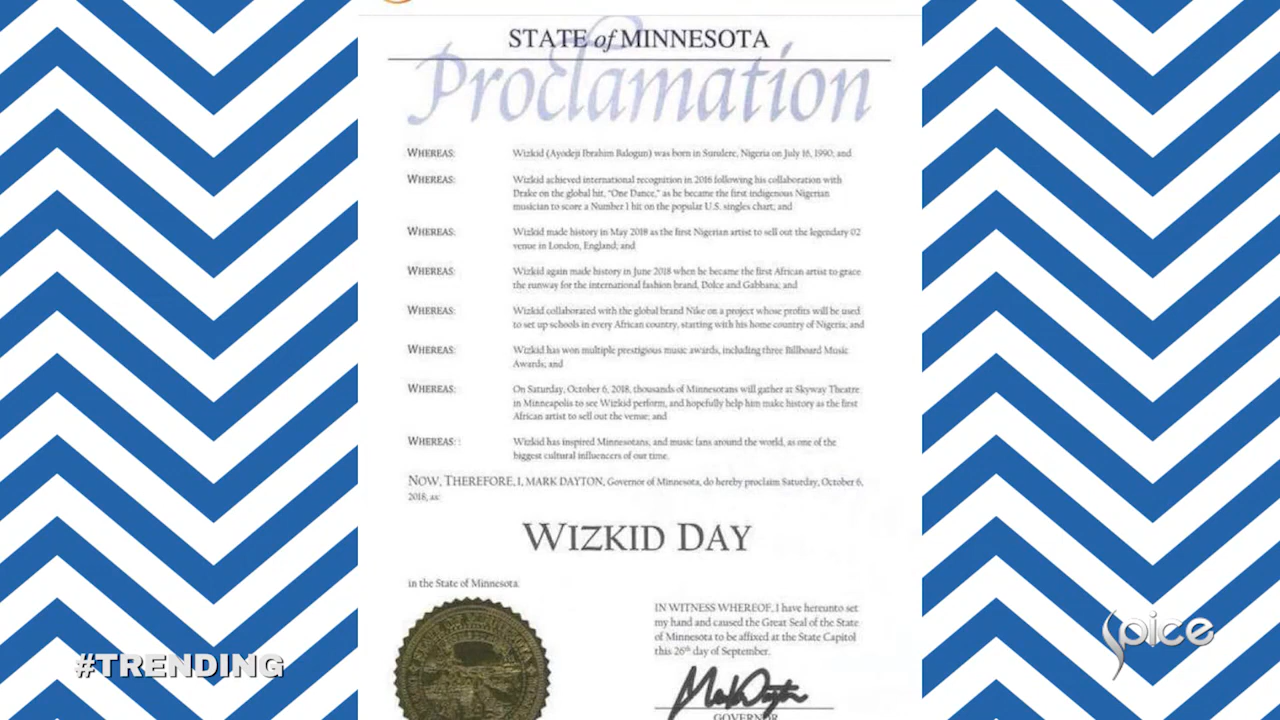 STATE of MINNESOTA
Proclamation
WHEREAS: Wizkid (Ayodeji Ibrahim Balogun) was born in Surulere, Nigeria on July 16, 1990; and
WHEREAS: Wizkid achieved international recognition in 2016 following his collaboration with
Drake on the global hit, "One Dance," as he became the first indigenous Nigerian
musician to score a Number 1 hit on the popular U.S. singles chart; and
WHEREAS: Wizkid made history in May 2018 as the first Nigerian artist to sell out the legendary 02
venue in London, England; and
WHEREAS: Wizkid again made history in June 2018 when he became the first African artist to grace
the runway for the international fashion brand, Dolce and Gabbana; and
WHEREAS: Wizkid collaborated with the global brand Nike on a project whose profits will be used
to set up schools in every African country, starting with his home country of Nigeria; and
WHEREAS: Wizkid has won multiple prestigious music awards, including three Billboard Music
Awards; and
WHEREAS: On Saturday, October 6, 2018, thousands of Minnesotans will gather at Skyway Theatre
in Minneapolis to see Wizkid perform, and hopefully help him make history as the first
African artist to sell out the venue; and
WHEREAS: : Wizkid has inspired Minnesotans, and music fans around the world, as one of the
biggest cultural influencers of our time.
NOW, THEREFORE, I, MARK DAYTON, Governor of Minnesota, do hereby proclaim Saturday, October 6,
2018, as:
WIZKID DAY
in the State of Minnesota.
IN WITNESS WHEREOF, I have hereunto set
my hand and caused the Great Seal of the State
of Minnesota to be affixed at the State Capitol
this 26th day of September.
Mark Dayton
GOVERNOR
#TRENDING
Spice